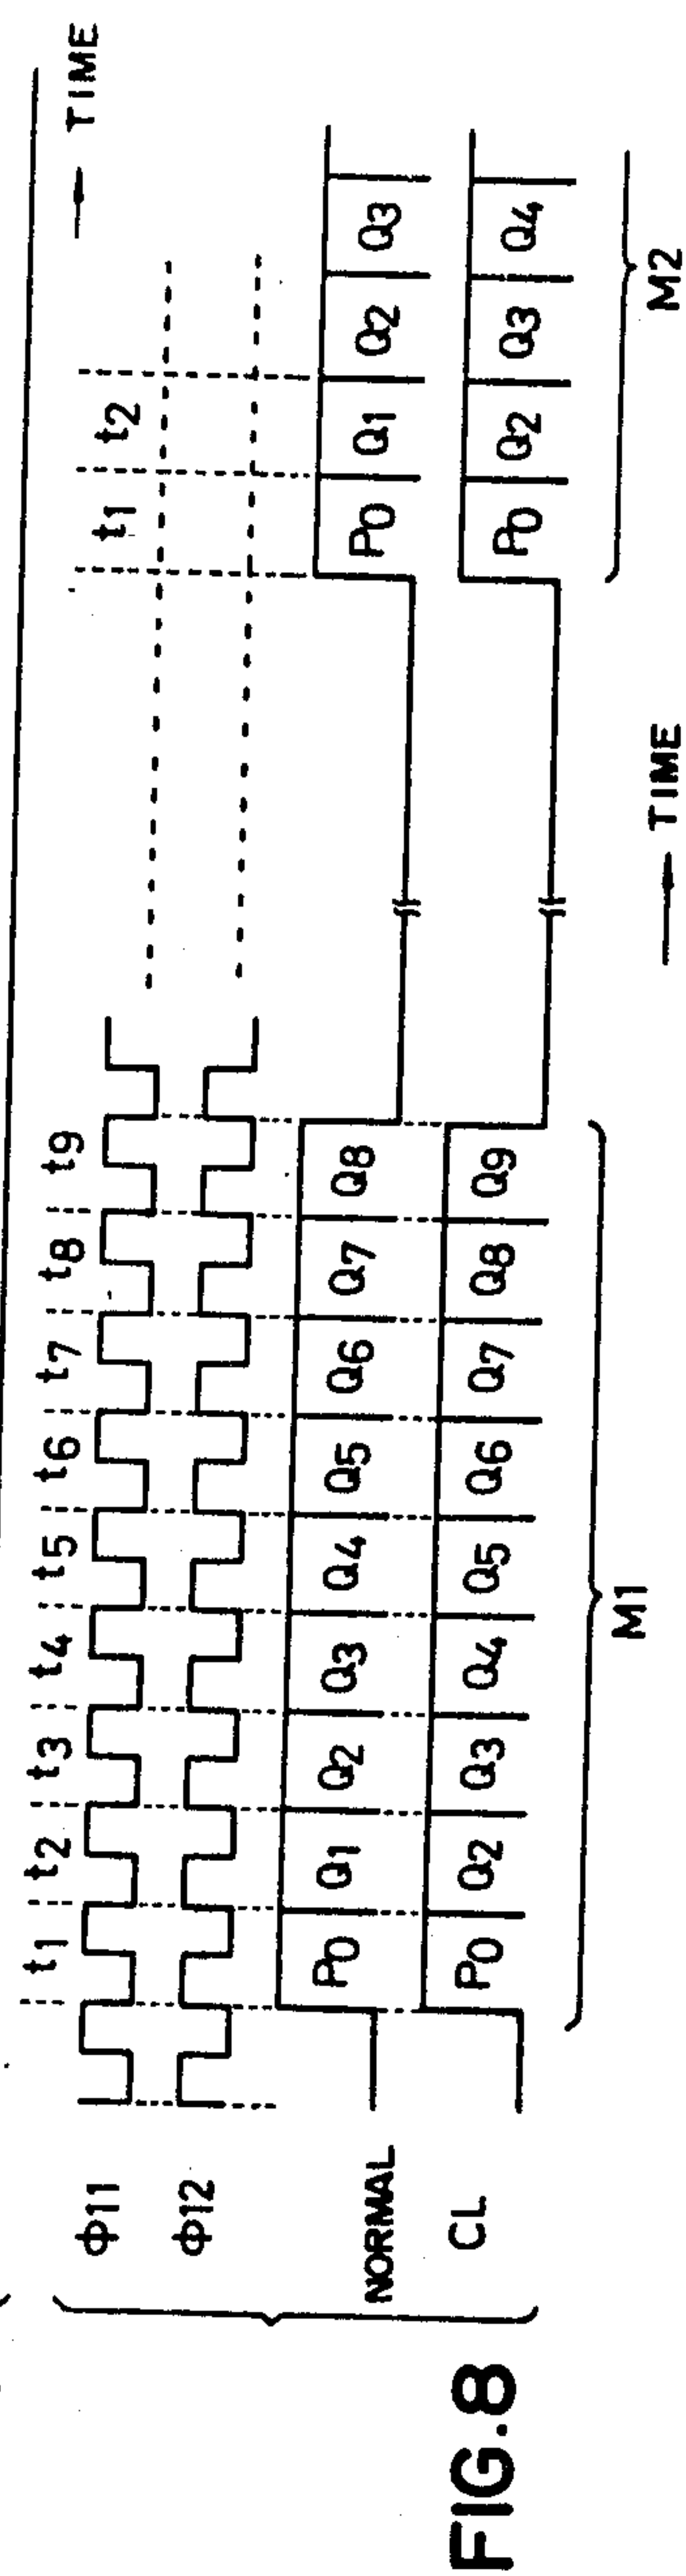 ← TIME
t1 t2 t3 t4 t5 t6 t7 t8 t9 t1 t2
Φ11
Φ12
NORMAL P0 Q1 Q2 Q3 Q4 Q5 Q6 Q7 Q8 P0 Q1 Q2 Q3
CL P0 Q2 Q3 Q4 Q5 Q6 Q7 Q8 Q9 P0 Q2 Q3 Q4
M1 M2
← TIME
FIG.8